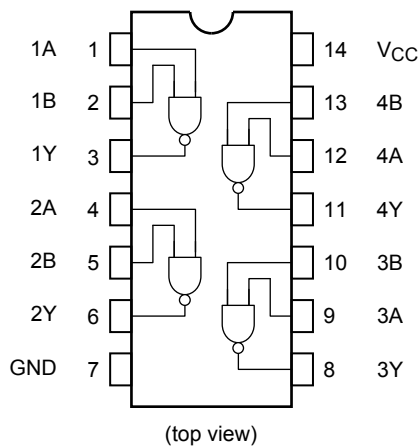 1A 1 14 VCC
1B 2 13 4B
1Y 3 12 4A
2A 4 11 4Y
2B 5 10 3B
2Y 6 9 3A
GND 7 8 3Y
(top view)